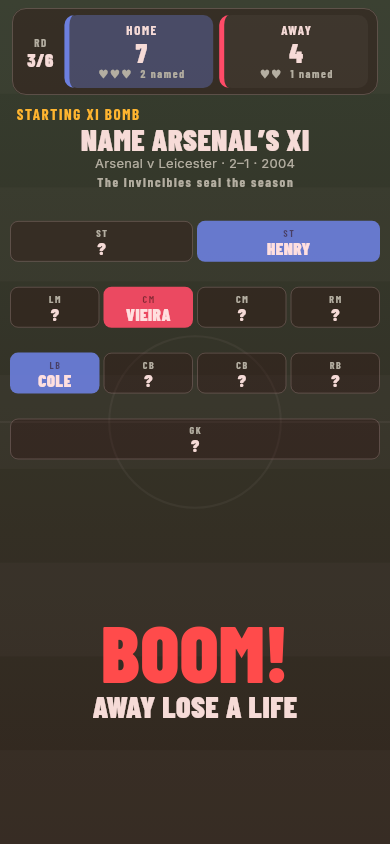 RD
3/6
HOME
7
♥♥♥ 2 named
AWAY
4
♥♥ 1 named
STARTING XI BOMB
NAME ARSENAL’S XI
Arsenal v Leicester · 2–1 · 2004
The Invincibles seal the season
ST
?
ST
HENRY
LM
?
CM
VIEIRA
CM
?
RM
?
LB
COLE
CB
?
CB
?
RB
?
GK
?
BOOM!
AWAY LOSE A LIFE